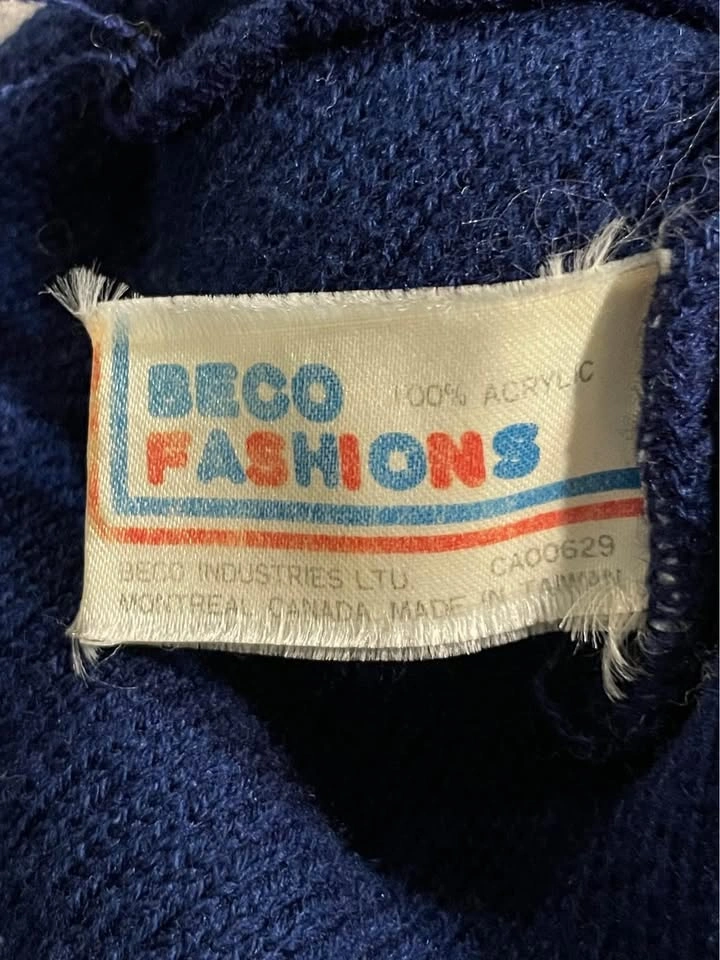 BECO
100% ACRYLIC
FASHIONS
BECO INDUSTRIES LTD. CA00629
MONTREAL CANADA MADE IN TAIWAN